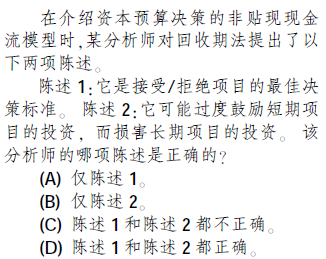 在介绍资本预算决策的非贴现现金
流模型时,某分析师对回收期法提出了以
下两项陈述。
陈述 1:它是接受/拒绝项目的最佳决
策标准。 陈述 2:它可能过度鼓励短期项
目的投资, 而损害长期项目的投资。 该
分析师的哪项陈述是正确的?
(A) 仅陈述 1。
(B) 仅陈述 2。
(C) 陈述 1 和陈述 2 都不正确。
(D) 陈述 1 和陈述 2 都正确。